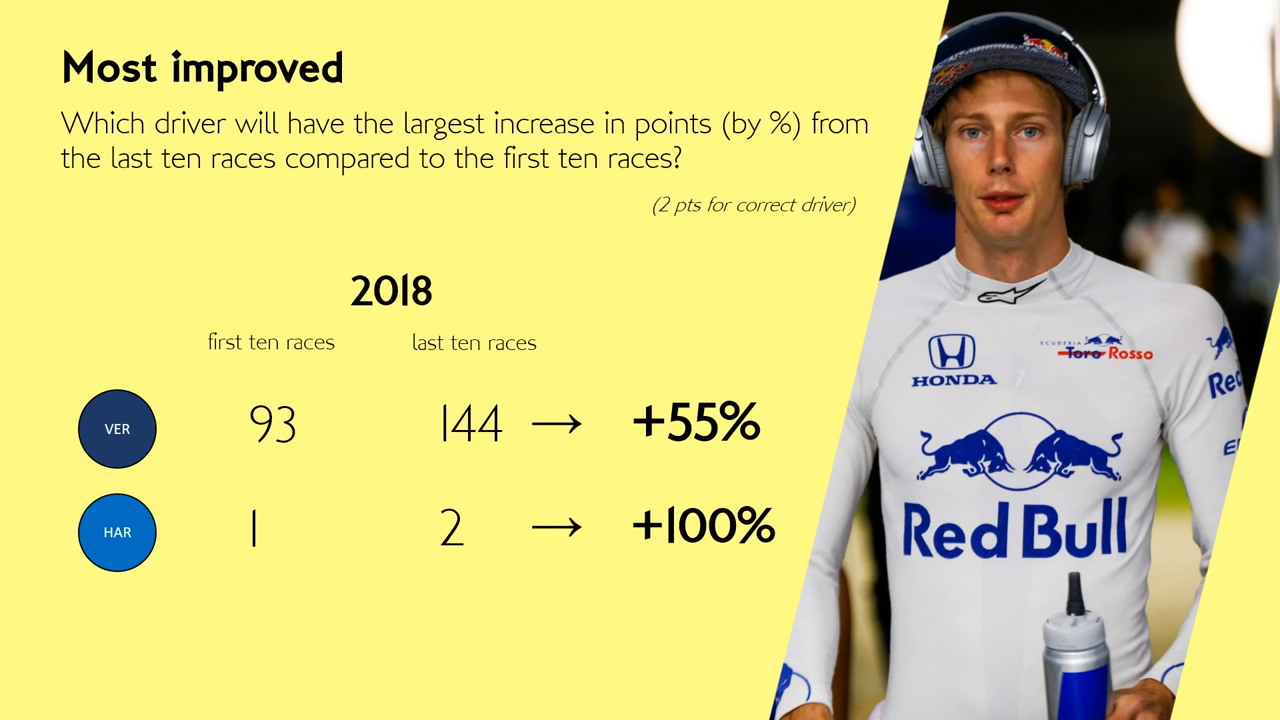 Most improved
Which driver will have the largest increase in points (by %) from
the last ten races compared to the first ten races?
(2 pts for correct driver)
2018
first ten races last ten races
VER 93 144 → +55%
HAR 1 2 → +100%
HONDA
SCUDERIA
Toro Rosso
Red
Red Bull